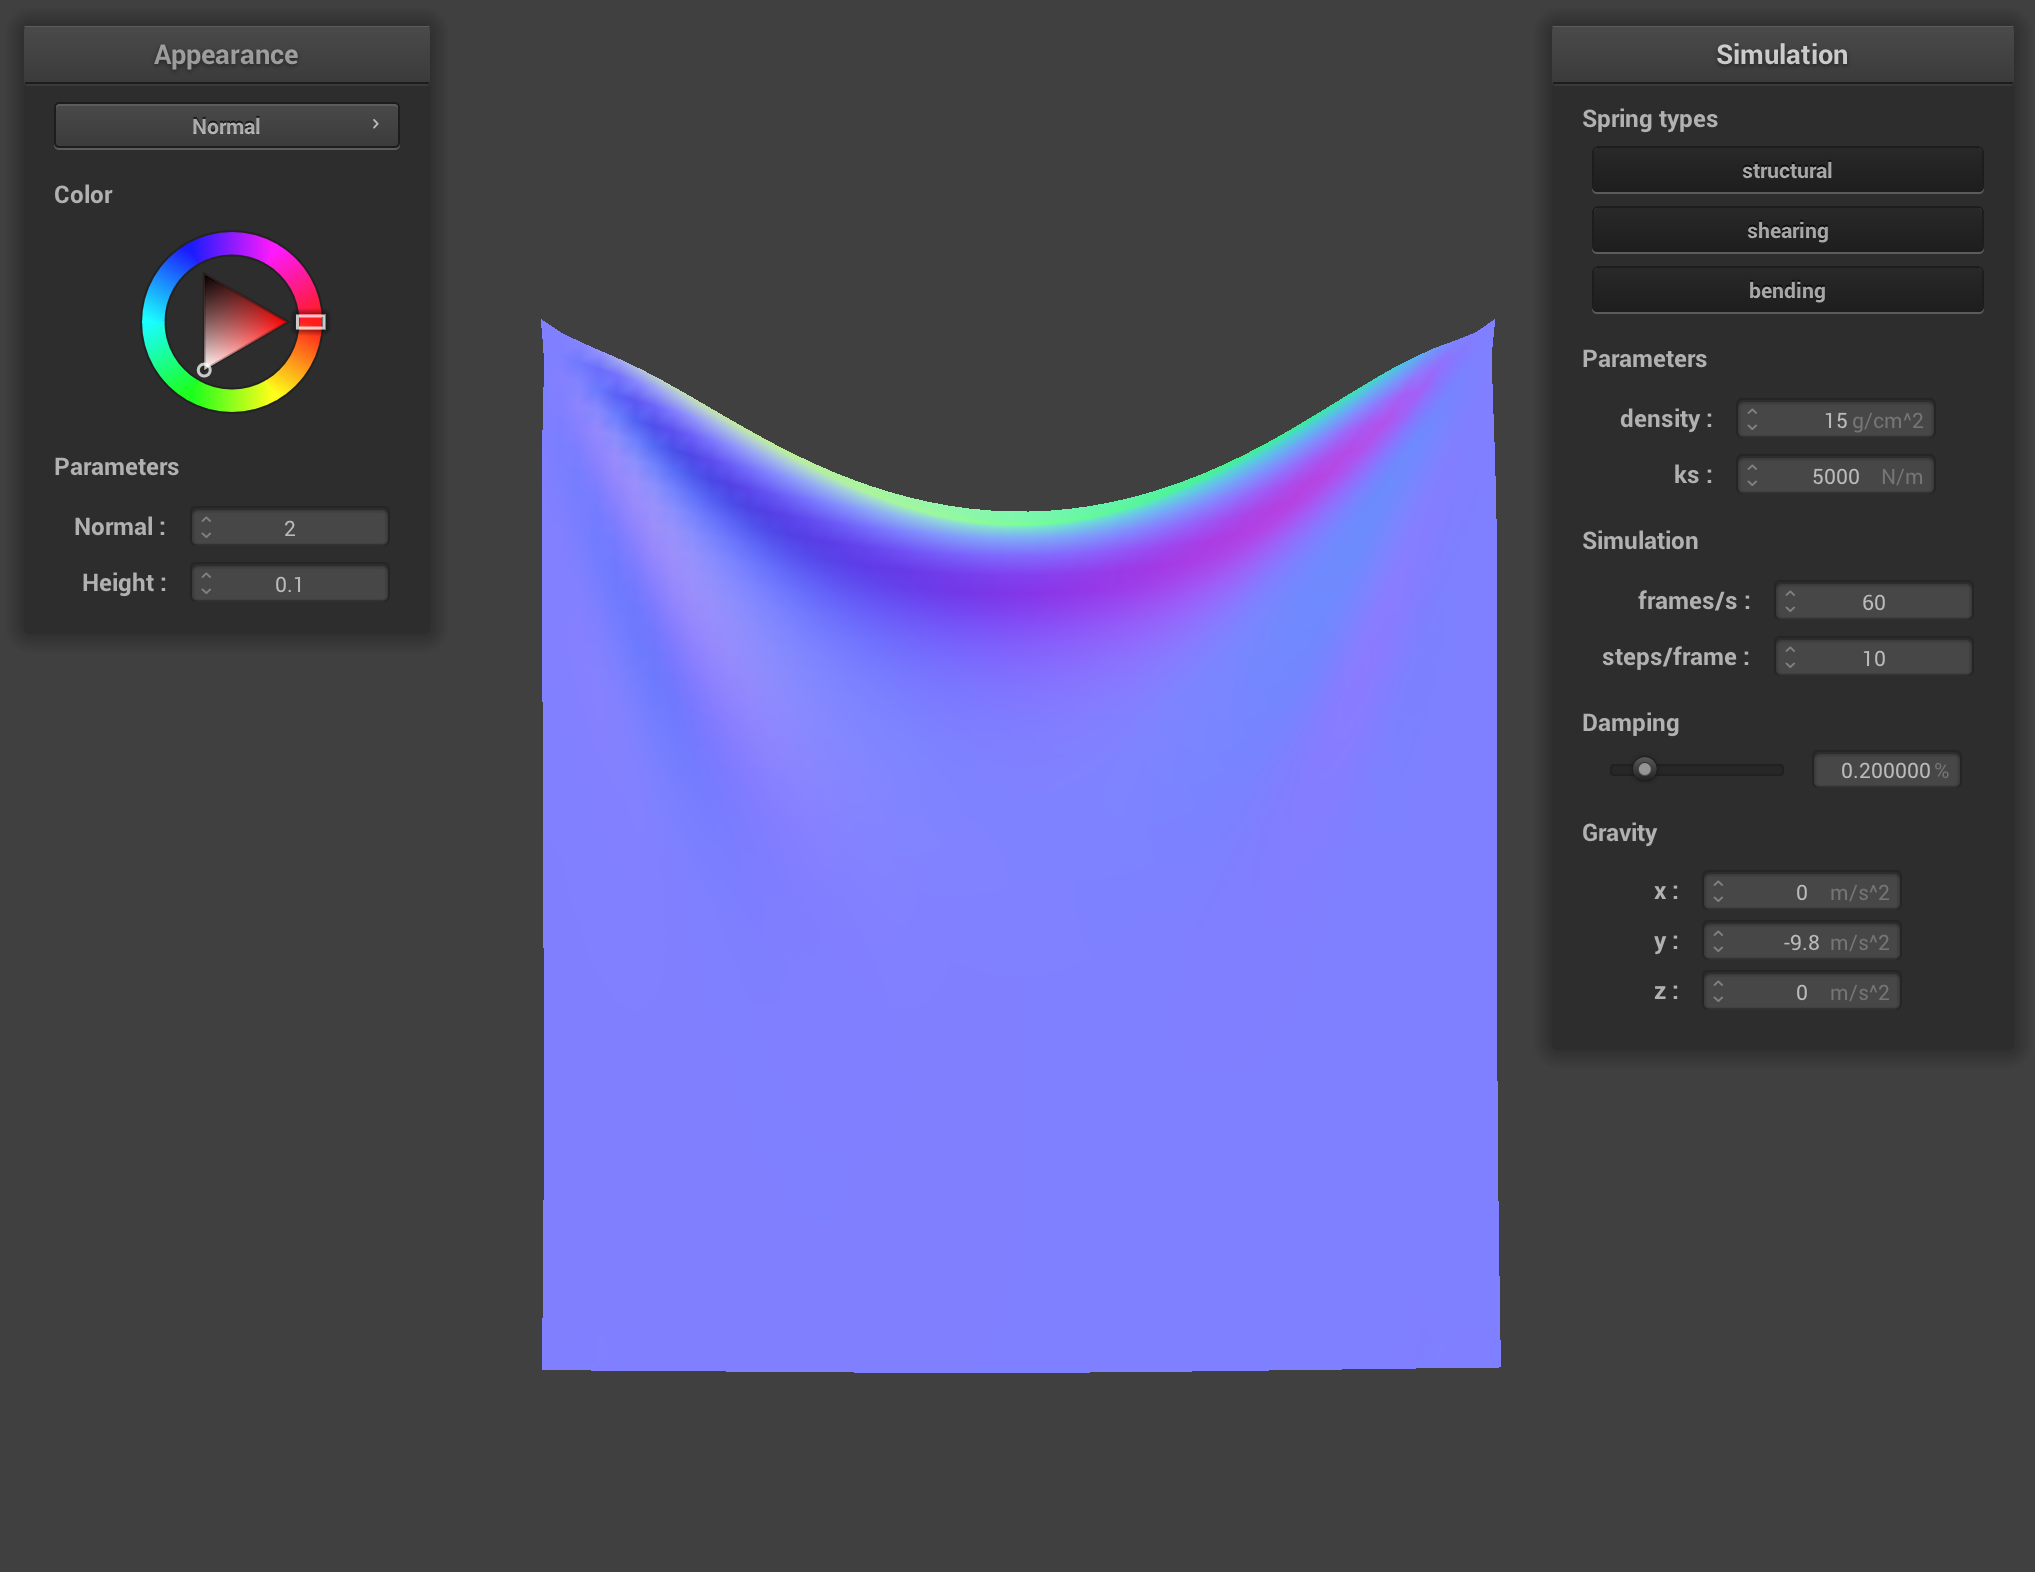 Appearance
Normal
Color
Parameters
Normal : 2
Height : 0.1
Simulation
Spring types
structural
shearing
bending
Parameters
density : 15 g/cm^2
ks : 5000 N/m
Simulation
frames/s : 60
steps/frame : 10
Damping
0.200000 %
Gravity
x : 0 m/s^2
y : -9.8 m/s^2
z : 0 m/s^2